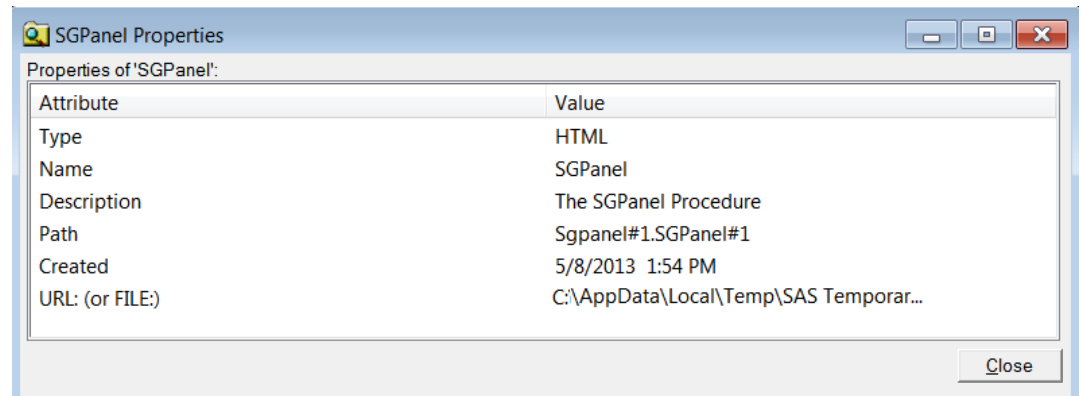 SGPanel Properties
Properties of 'SGPanel':
Attribute Value
Type HTML
Name SGPanel
Description The SGPanel Procedure
Path Sgpanel#1.SGPanel#1
Created 5/8/2013 1:54 PM
URL: (or FILE:) C:\AppData\Local\Temp\SAS Temporar...
Close